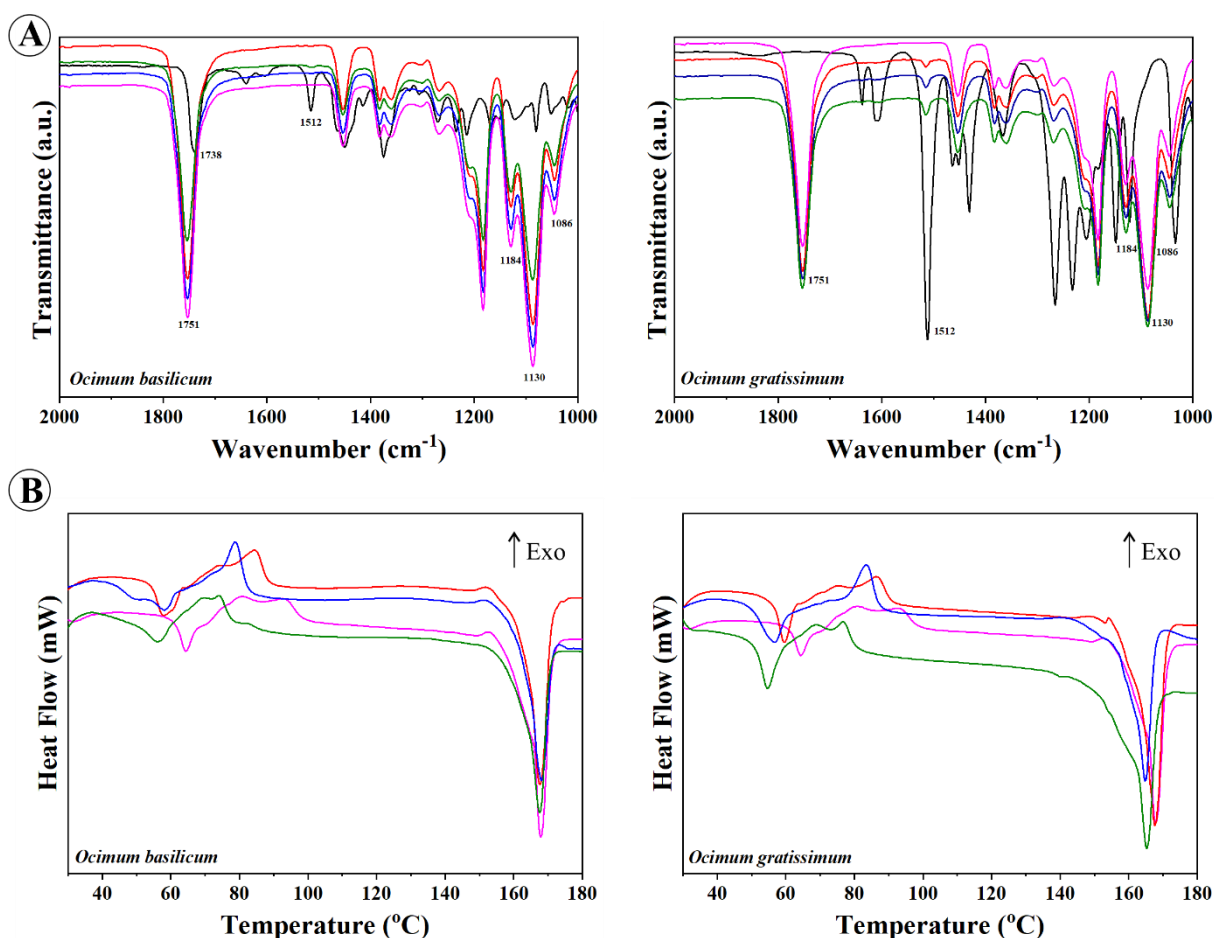 A
Transmittance (a.u.)
1738
1512
1751
1184
1086
1130
Ocimum basilicum
2000 1800 1600 1400 1200 1000
Wavenumber (cm⁻¹)
Transmittance (a.u.)
1751
1512
1184
1086
1130
Ocimum gratissimum
2000 1800 1600 1400 1200 1000
Wavenumber (cm⁻¹)
B
Heat Flow (mW)
Exo
Ocimum basilicum
40 60 80 100 120 140 160 180
Temperature (ºC)
Heat Flow (mW)
Exo
Ocimum gratissimum
40 60 80 100 120 140 160 180
Temperature (ºC)